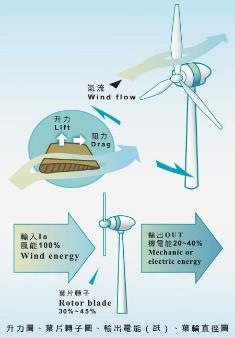 氣流
Wind flow
升力
Lift
阻力
Drag
輸入In
風能100%
Wind energy
輸出OUT
機電能20~40%
Mechanic or
electric energy
葉片轉子
Rotor blade
30%~45%
升力圖、葉片轉子圖、輸出電能（試）、葉輪直徑圖